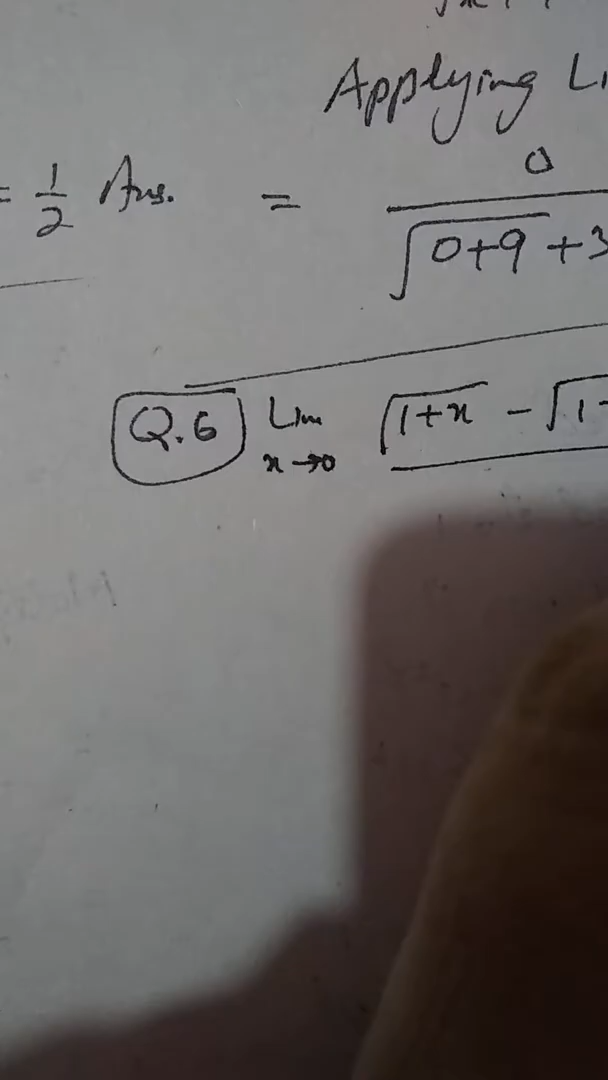 Applying
= 1/2 Ans. = 0/(√(0+9) + 3
Q.6 Lim x→0 √(1+x) - √(1-